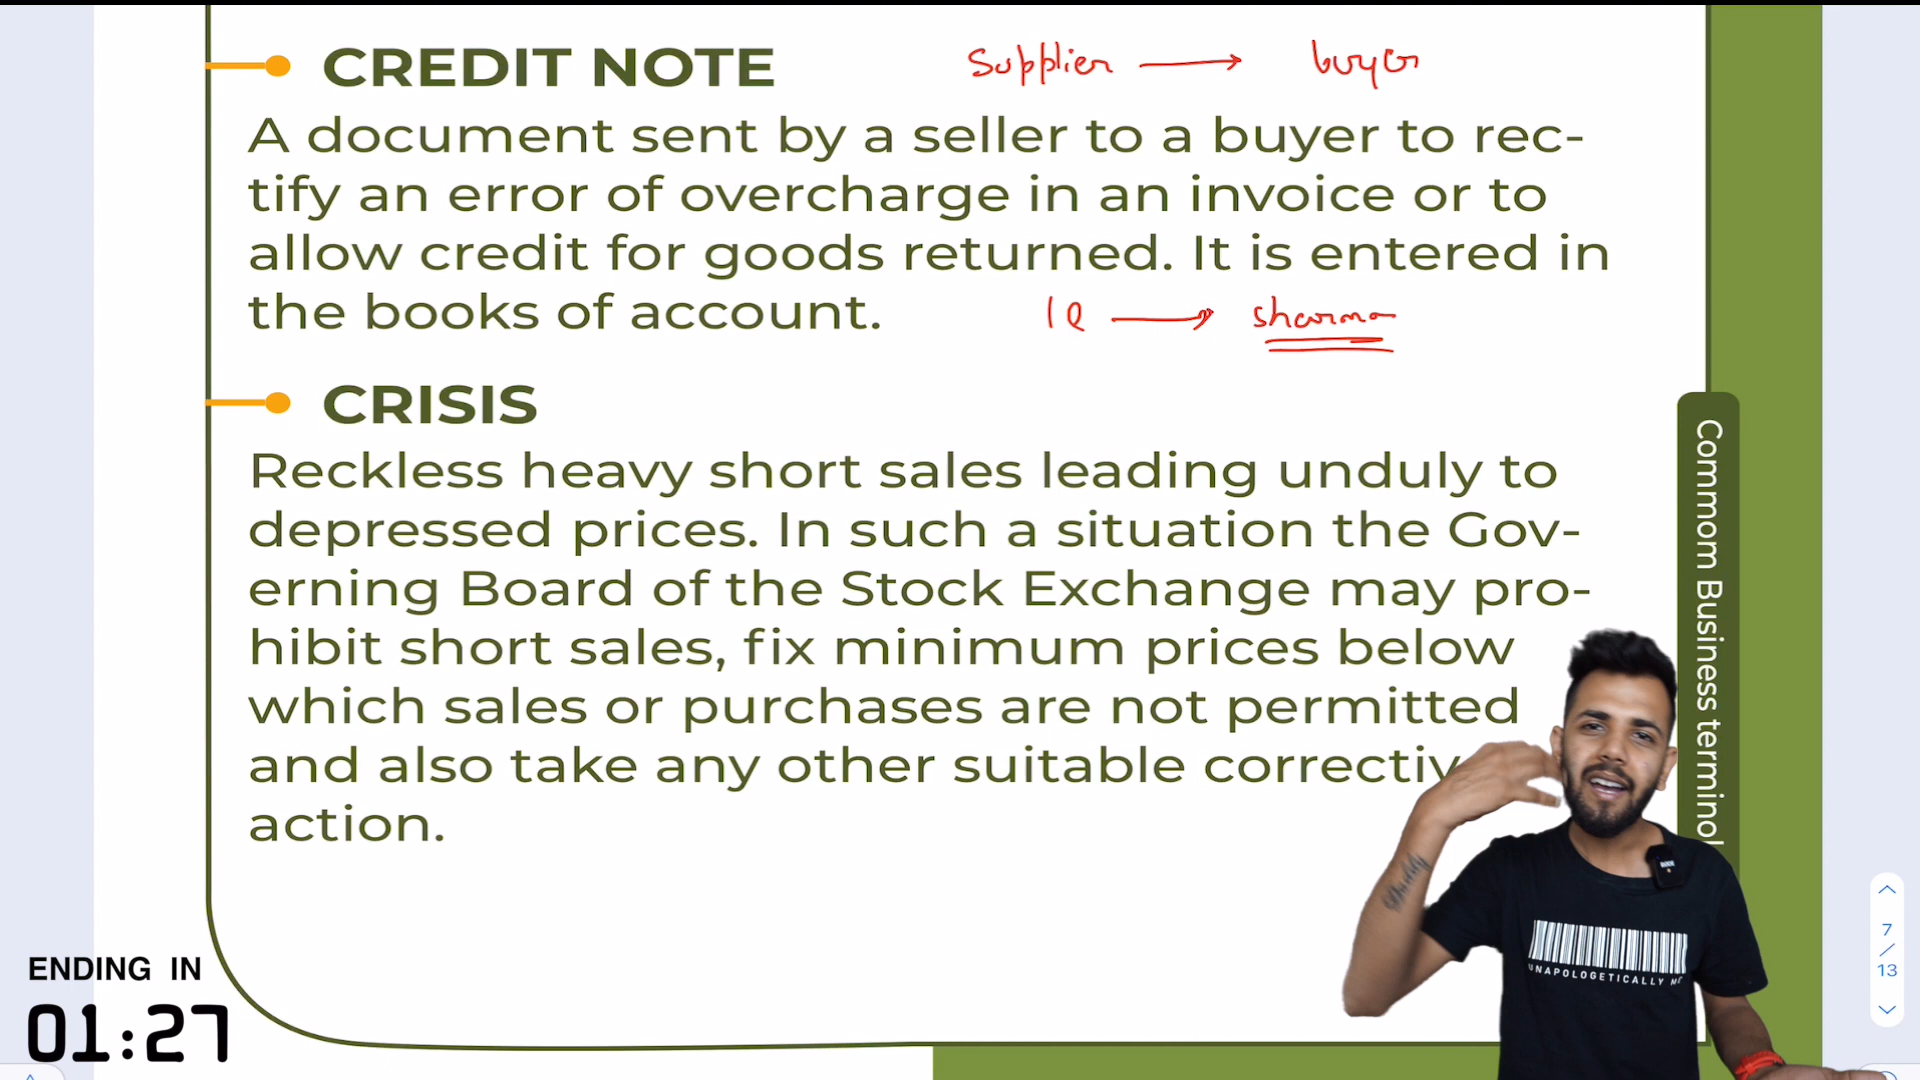 CREDIT NOTE
Supplier → buyer
A document sent by a seller to a buyer to rec-
tify an error of overcharge in an invoice or to
allow credit for goods returned. It is entered in
the books of account.
→ sharma
CRISIS
Reckless heavy short sales leading unduly to
depressed prices. In such a situation the Gov-
erning Board of the Stock Exchange may pro-
hibit short sales, fix minimum prices below
which sales or purchases are not permitted
and also take any other suitable correctiv
action.
Commom Business terminol
ENDING IN
01:27
UNAPOLOGETICALLY
7
/
13